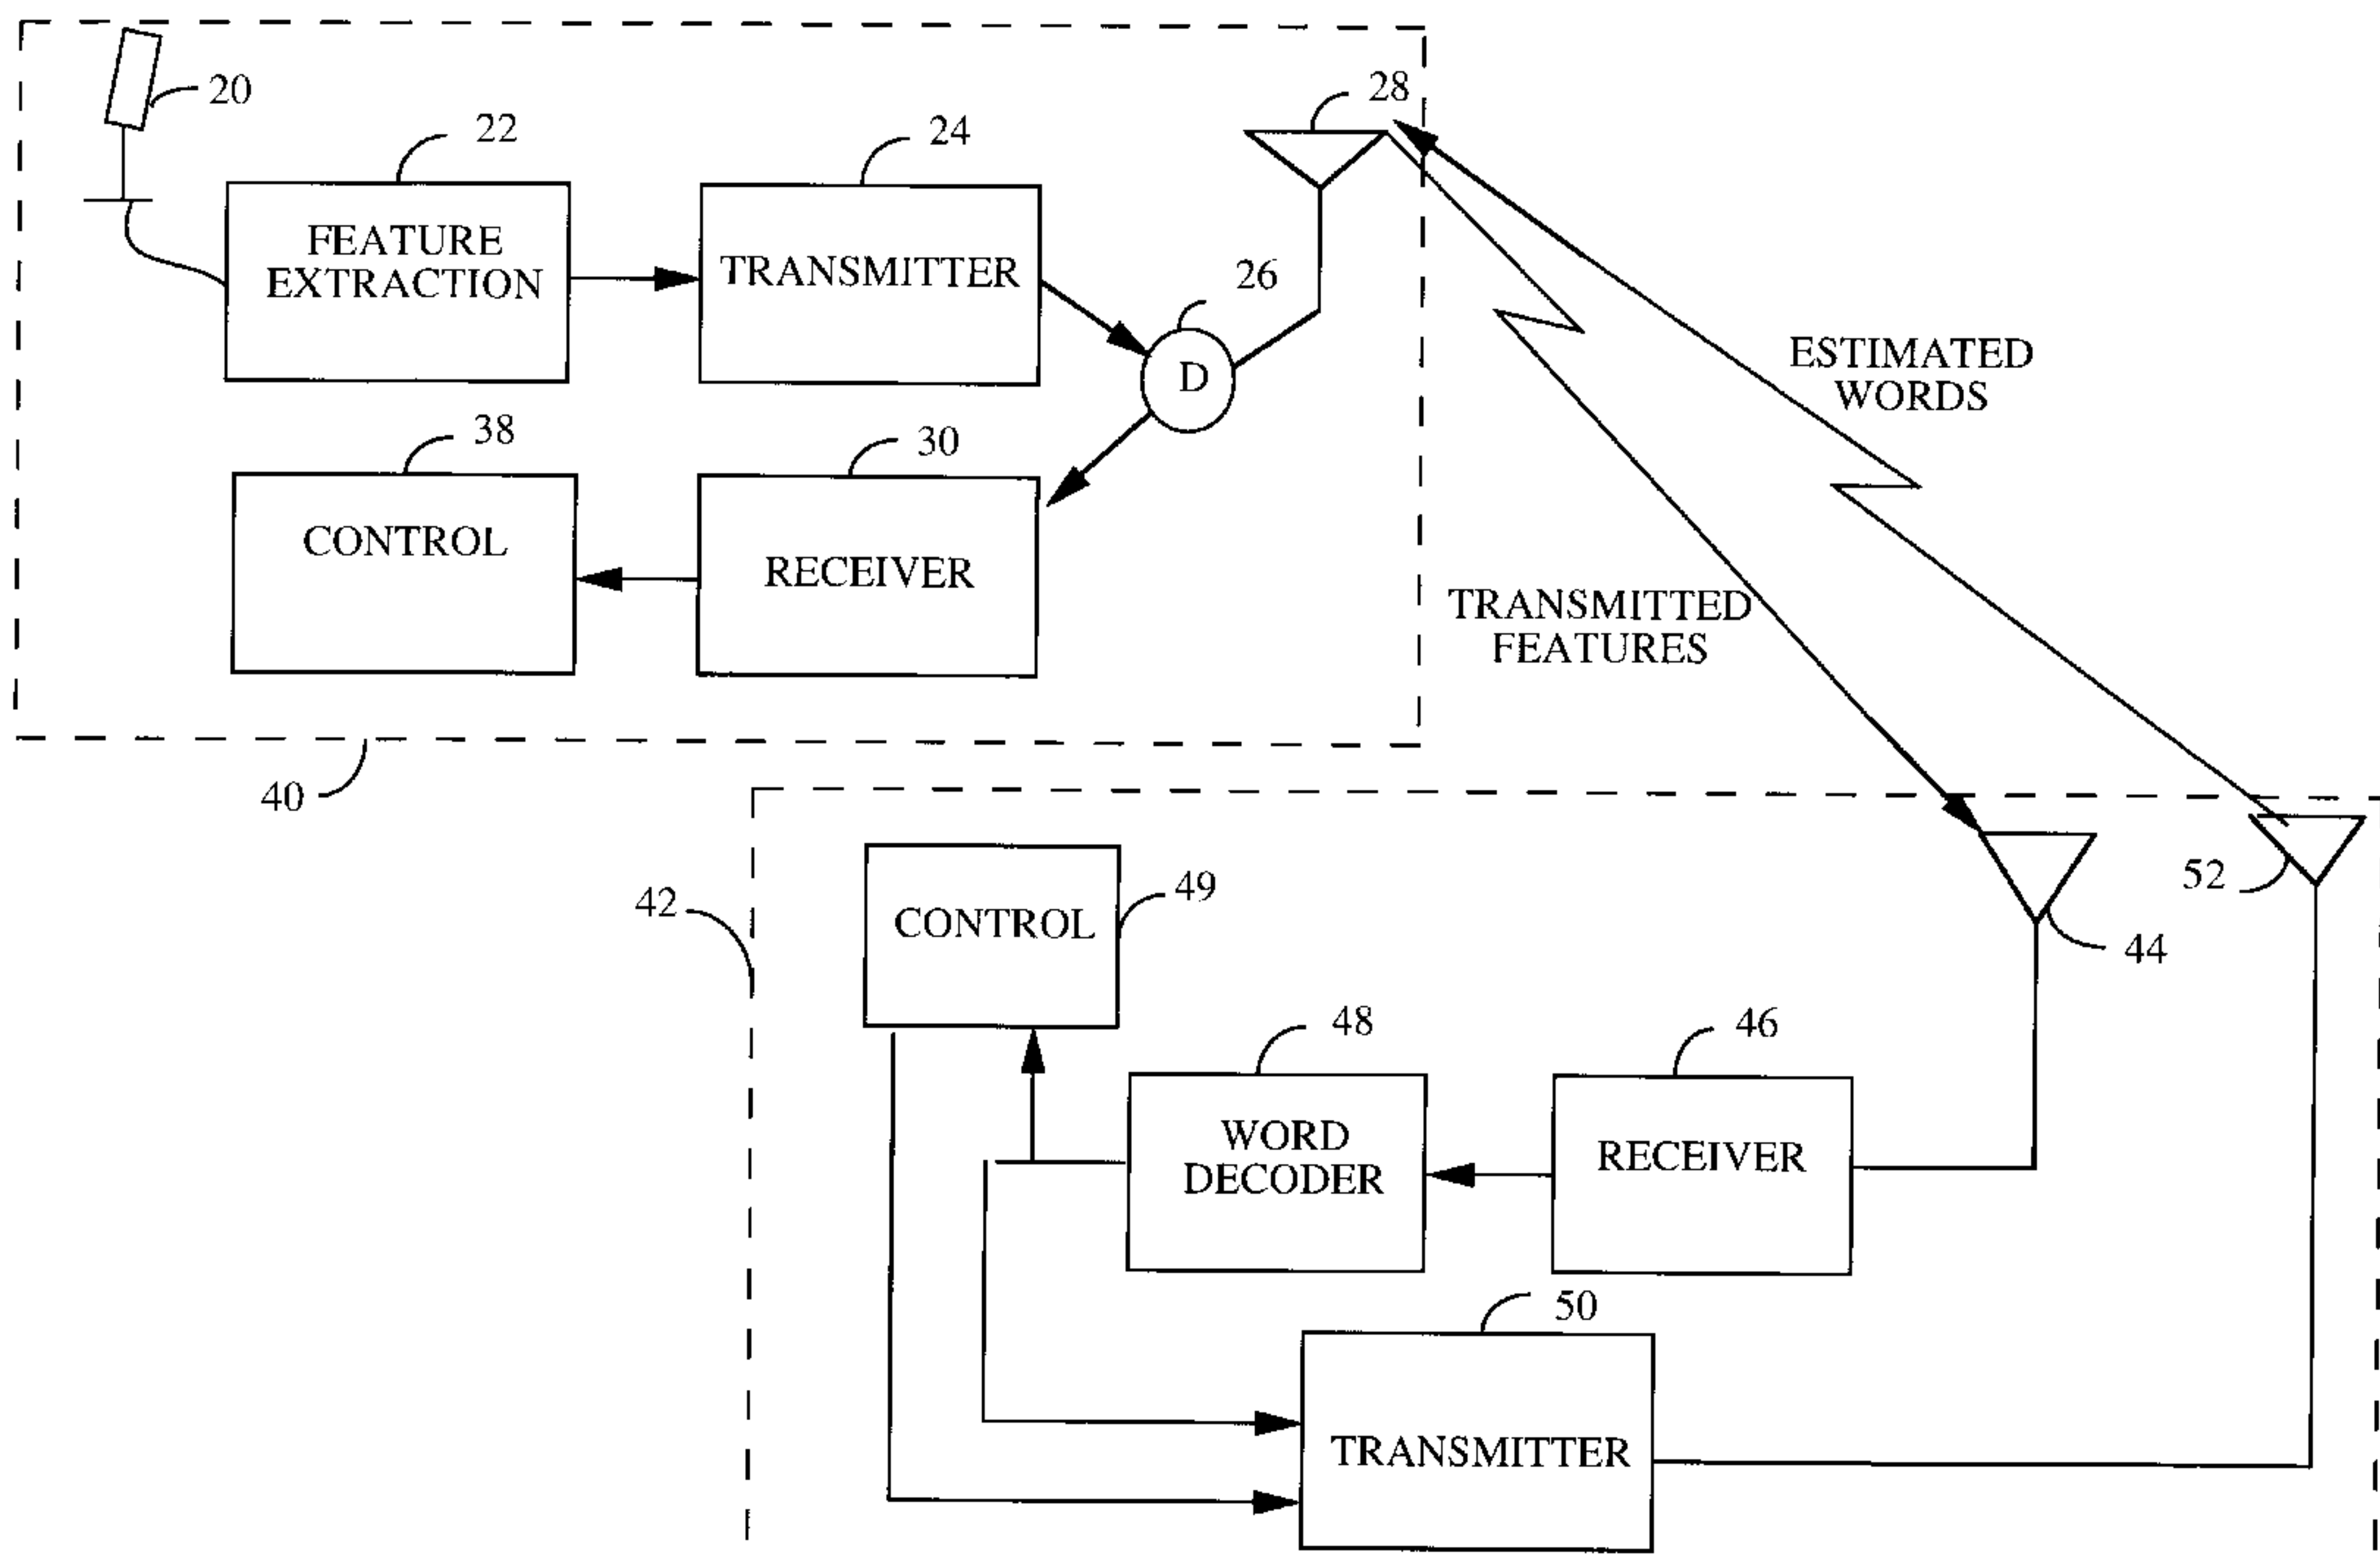 20
22
24
28
FEATURE
EXTRACTION
TRANSMITTER
26
D
38
30
CONTROL
RECEIVER
ESTIMATED
WORDS
TRANSMITTED
FEATURES
40
42
CONTROL
49
52
44
48
46
WORD
DECODER
RECEIVER
50
TRANSMITTER